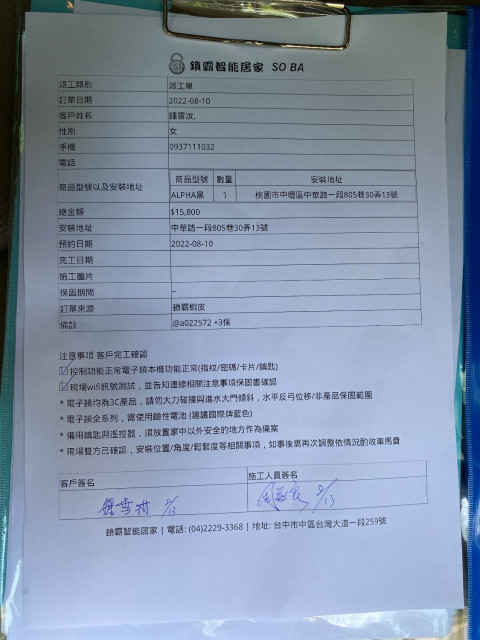 鎖霸智能居家 SO BA
派工類別 派工單
訂單日期 2022-08-10
客戶姓名 鍾雪汝,
性別 女
手機 0937111032
電話
商品型號以及安裝地址 商品型號 數量 安裝地址
ALPHA黑 1 桃園市中壢區中華路一段805巷30弄13號
總金額 $15,800
安裝地址 中華路一段805巷30弄13號
預約日期 2022-08-10
完工日期
施工圖片
保固期間 –
訂單來源 鎖霸蝦皮
備註 @a022572 +3保
注意事項 客戶完工確認
☑控制功能正常電子鎖本機功能正常(指紋/密碼/卡片/鑰匙)
☑現場wifi訊號測試，並告知連線相關注意事項保固書確認
* 電子鎖均為3C產品，請勿大力碰撞與進水大門傾斜，水平反弓位移/非產品保固範圍
* 電子鎖全系列，需使用鹼性電池 (建議國際牌藍色)
* 備用鑰匙與遙控器，須放置家中以外安全的地方作為備案
* 現場雙方已確認，安裝位置/角度/鬆緊度等相關事項，如事後需再次調整依情況酌收車馬費
客戶簽名 施工人員簽名
8/13 8/13
鎖霸智能居家 | 電話: (04)2229-3368 | 地址: 台中市中區台灣大道一段259號